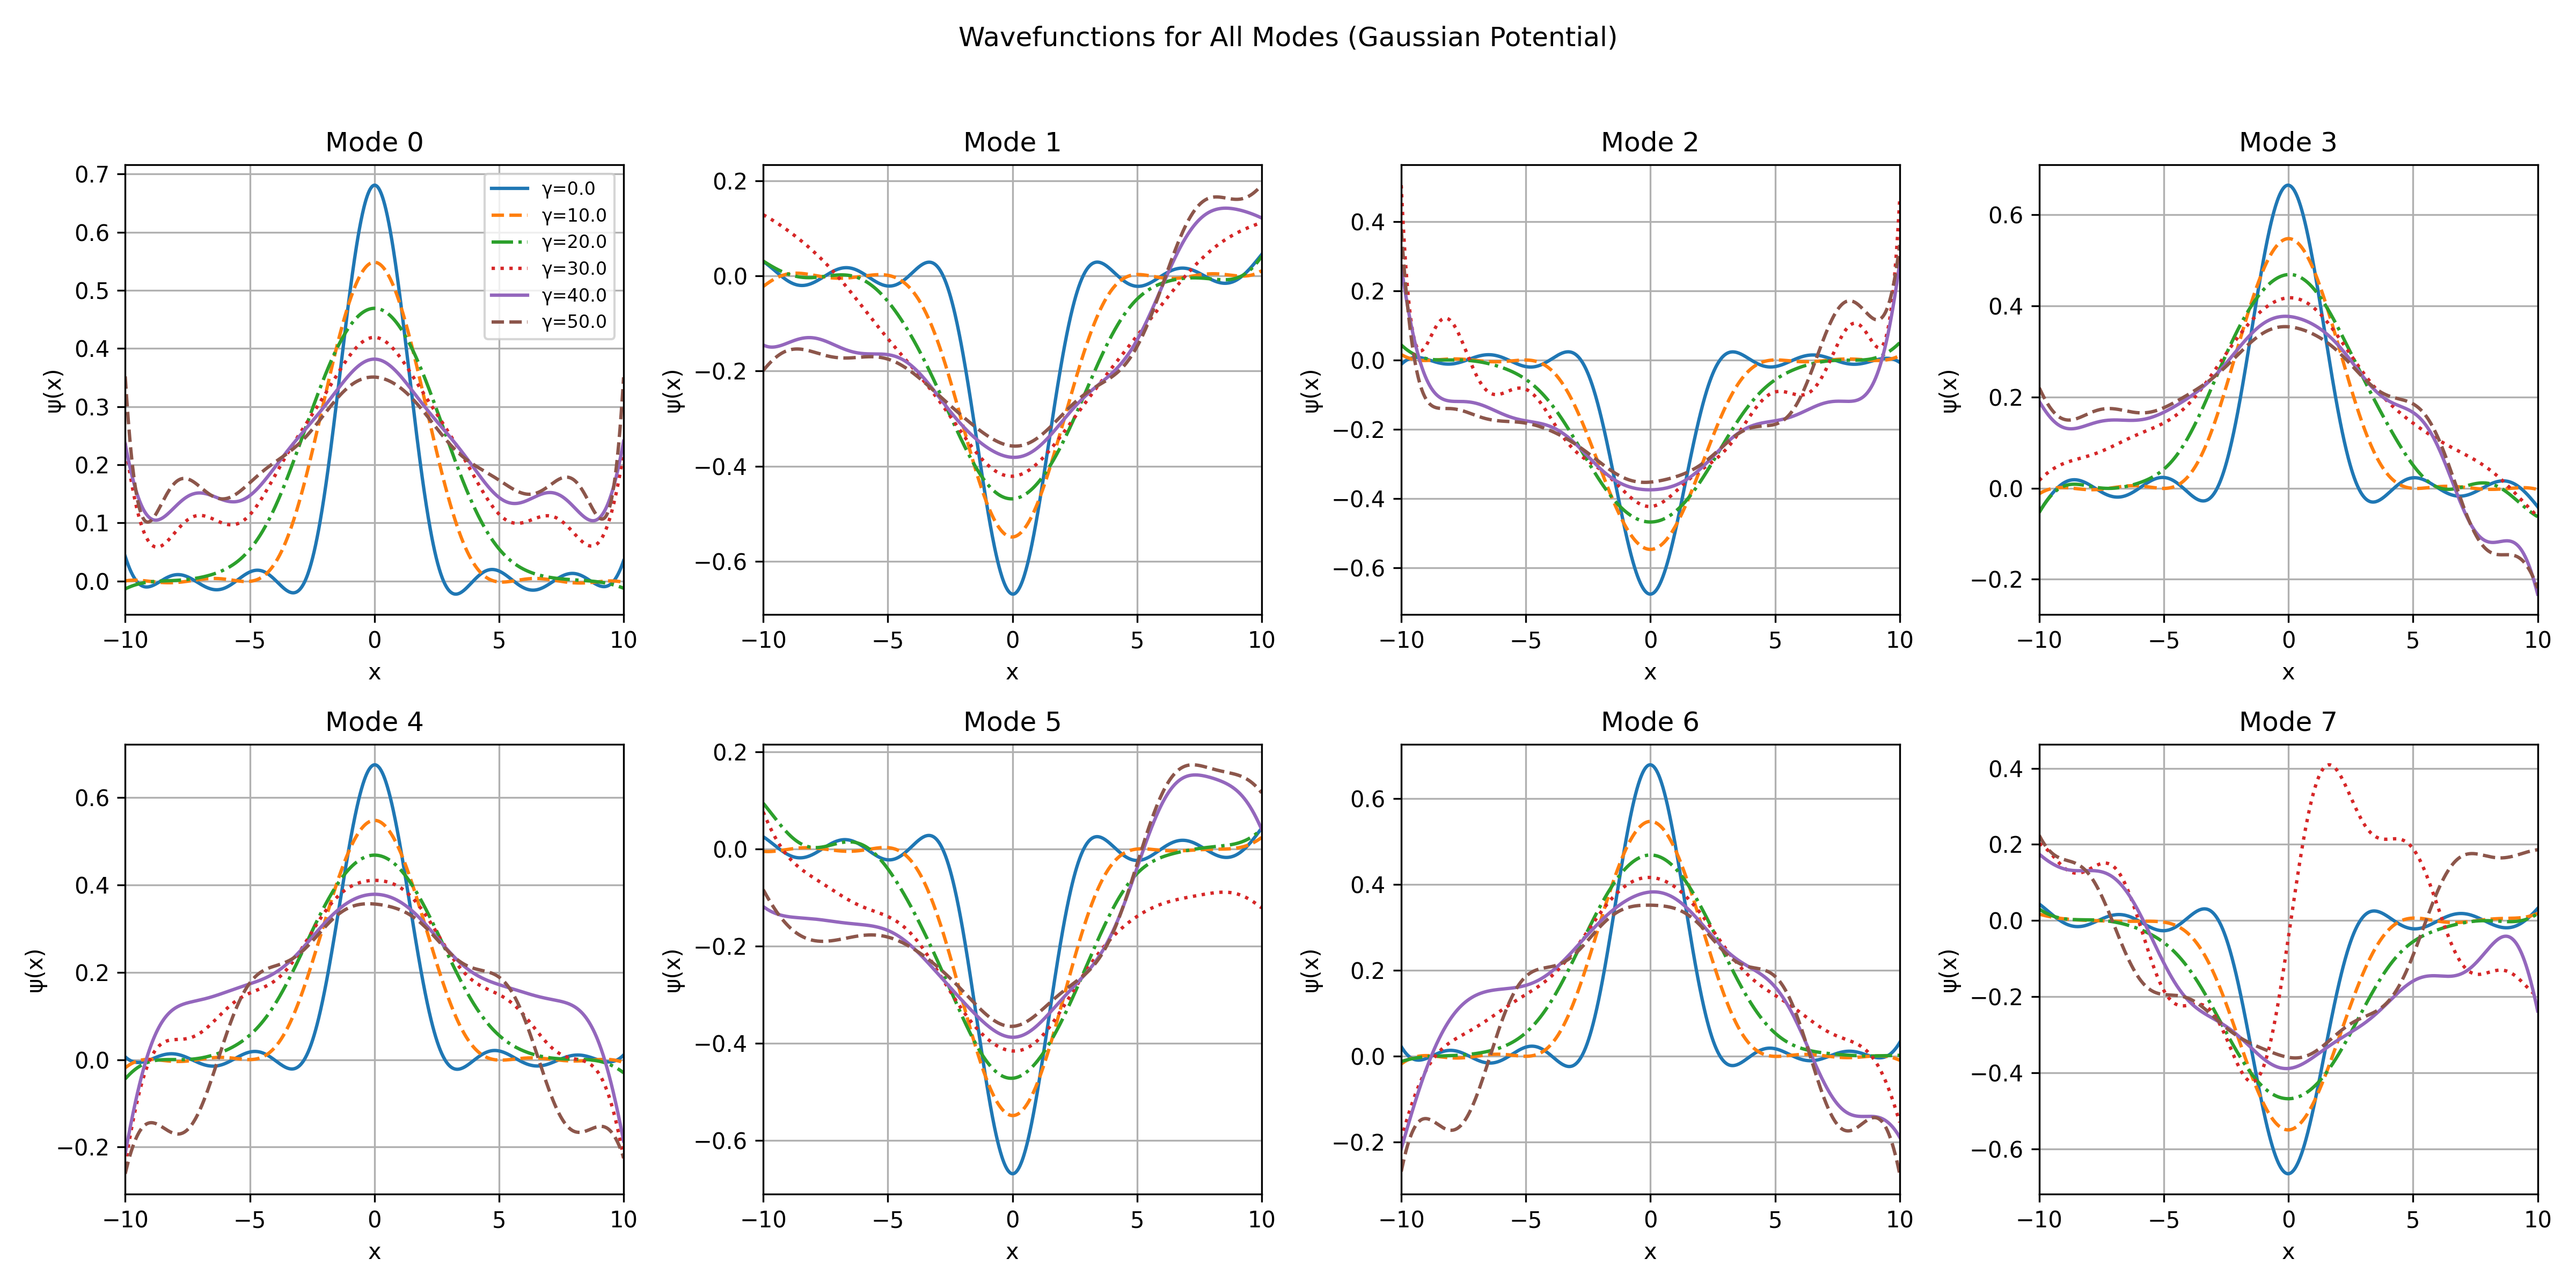 Wavefunctions for All Modes (Gaussian Potential)
Mode 0
ψ(x)
0.7
0.6
0.5
0.4
0.3
0.2
0.1
0.0
−10
−5
0
5
10
x
γ=0.0
γ=10.0
γ=20.0
γ=30.0
γ=40.0
γ=50.0
Mode 1
ψ(x)
0.2
0.0
−0.2
−0.4
−0.6
−10
−5
0
5
10
x
Mode 2
ψ(x)
0.4
0.2
0.0
−0.2
−0.4
−0.6
−10
−5
0
5
10
x
Mode 3
ψ(x)
0.6
0.4
0.2
0.0
−0.2
−10
−5
0
5
10
x
Mode 4
ψ(x)
0.6
0.4
0.2
0.0
−0.2
−10
−5
0
5
10
x
Mode 5
ψ(x)
0.2
0.0
−0.2
−0.4
−0.6
−10
−5
0
5
10
x
Mode 6
ψ(x)
0.6
0.4
0.2
0.0
−0.2
−10
−5
0
5
10
x
Mode 7
ψ(x)
0.4
0.2
0.0
−0.2
−0.4
−0.6
−10
−5
0
5
10
x